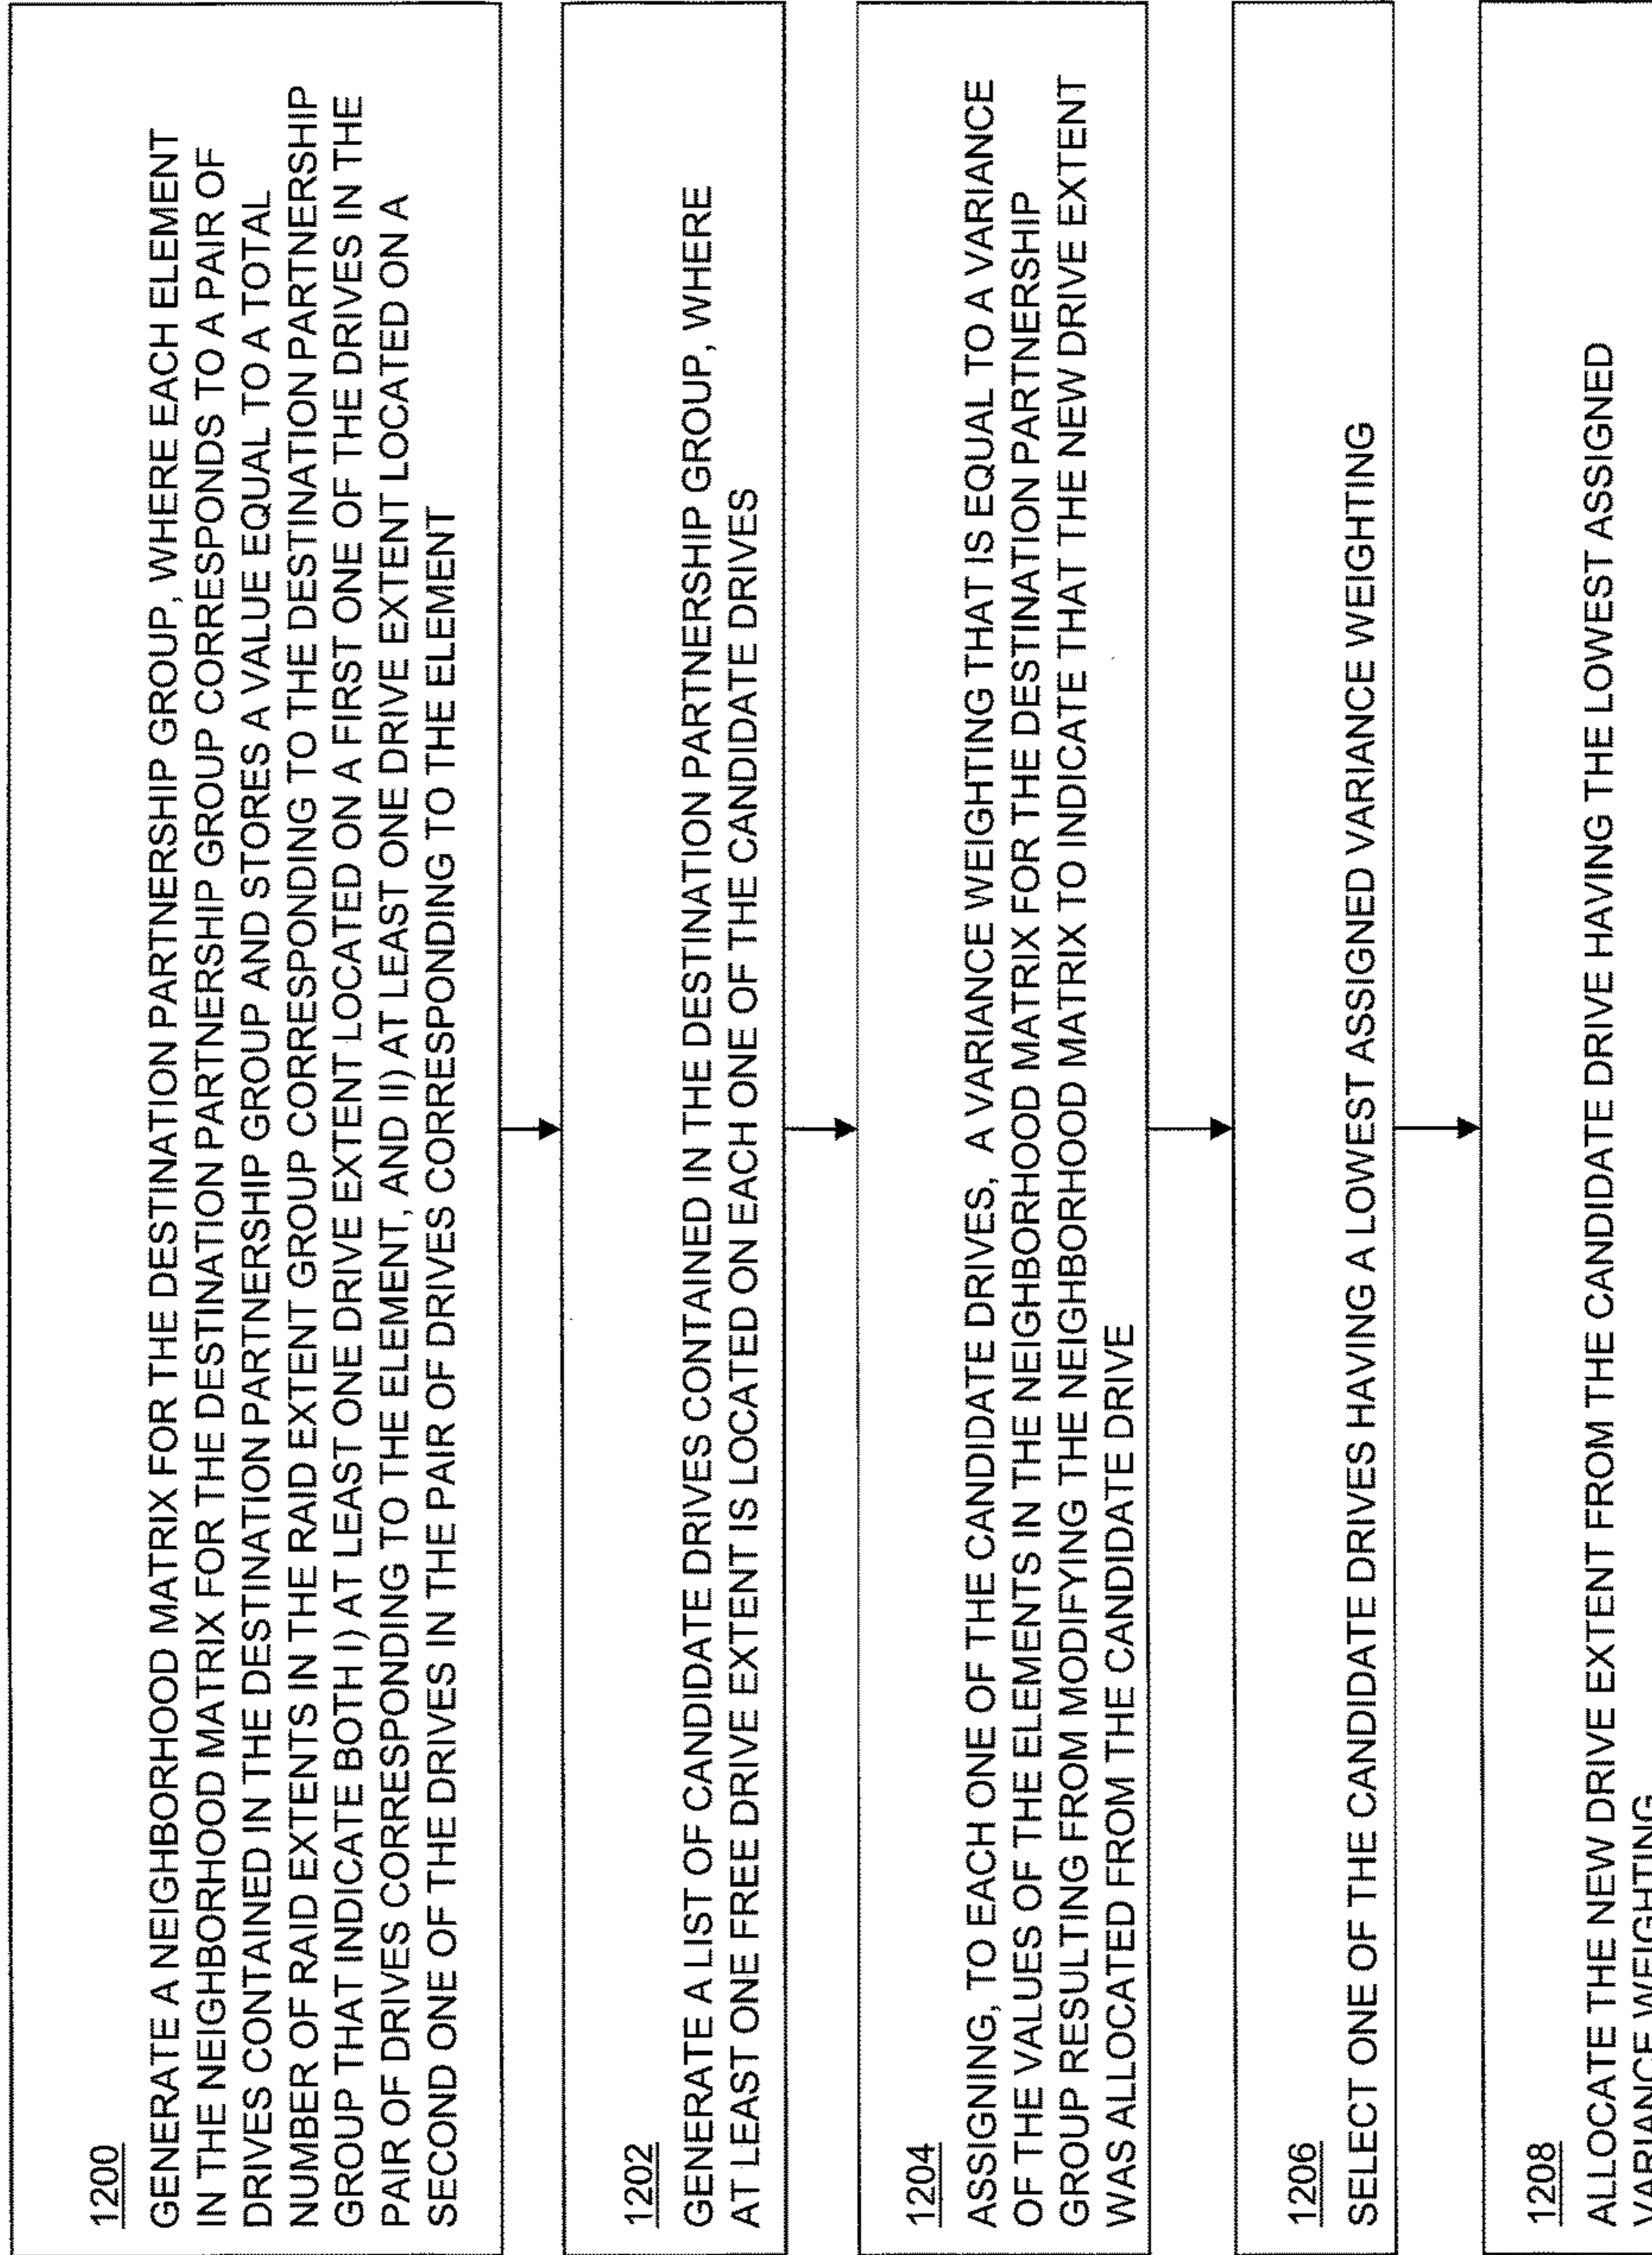 1200
GENERATE A NEIGHBORHOOD MATRIX FOR THE DESTINATION PARTNERSHIP GROUP, WHERE EACH ELEMENT
IN THE NEIGHBORHOOD MATRIX FOR THE DESTINATION PARTNERSHIP GROUP CORRESPONDS TO A PAIR OF
DRIVES CONTAINED IN THE DESTINATION PARTNERSHIP GROUP AND STORES A VALUE EQUAL TO A TOTAL
NUMBER OF RAID EXTENTS IN THE RAID EXTENT GROUP CORRESPONDING TO THE DESTINATION PARTNERSHIP
GROUP THAT INDICATE BOTH I) AT LEAST ONE DRIVE EXTENT LOCATED ON A FIRST ONE OF THE DRIVES IN THE
PAIR OF DRIVES CORRESPONDING TO THE ELEMENT, AND III) AT LEAST ONE DRIVE EXTENT LOCATED ON A
SECOND ONE OF THE DRIVES IN THE PAIR OF DRIVES CORRESPONDING TO THE ELEMENT
1202
GENERATE A LIST OF CANDIDATE DRIVES CONTAINED IN THE DESTINATION PARTNERSHIP GROUP, WHERE
AT LEAST ONE FREE DRIVE EXTENT IS LOCATED ON EACH ONE OF THE CANDIDATE DRIVES
1204
ASSIGNING, TO EACH ONE OF THE CANDIDATE DRIVES, A VARIANCE WEIGHTING THAT IS EQUAL TO A VARIANCE
OF THE VALUES OF THE ELEMENTS IN THE NEIGHBORHOOD MATRIX FOR THE DESTINATION PARTNERSHIP
GROUP RESULTING FROM MODIFYING THE NEIGHBORHOOD MATRIX TO INDICATE THAT THE NEW DRIVE EXTENT
WAS ALLOCATED FROM THE CANDIDATE DRIVE
1206
SELECT ONE OF THE CANDIDATE DRIVES HAVING A LOWEST ASSIGNED VARIANCE WEIGHTING
1208
ALLOCATE THE NEW DRIVE EXTENT FROM THE CANDIDATE DRIVE HAVING THE LOWEST ASSIGNED
VARIANCE WEIGHTING